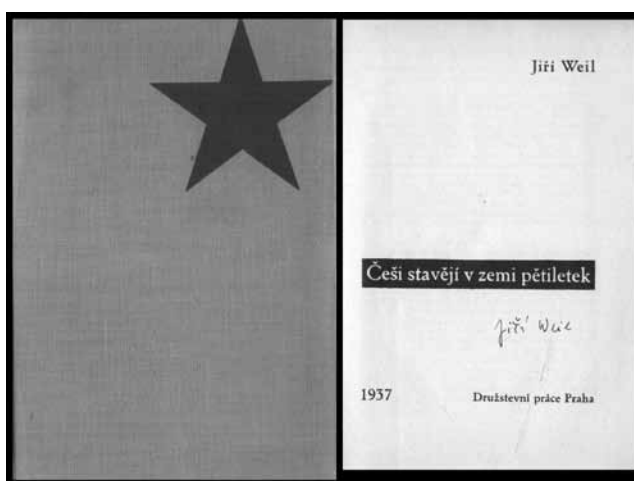 Jiří Weil
Češi stavějí v zemi pětiletek
Jiří Weil
1937
Družstevní práce Praha